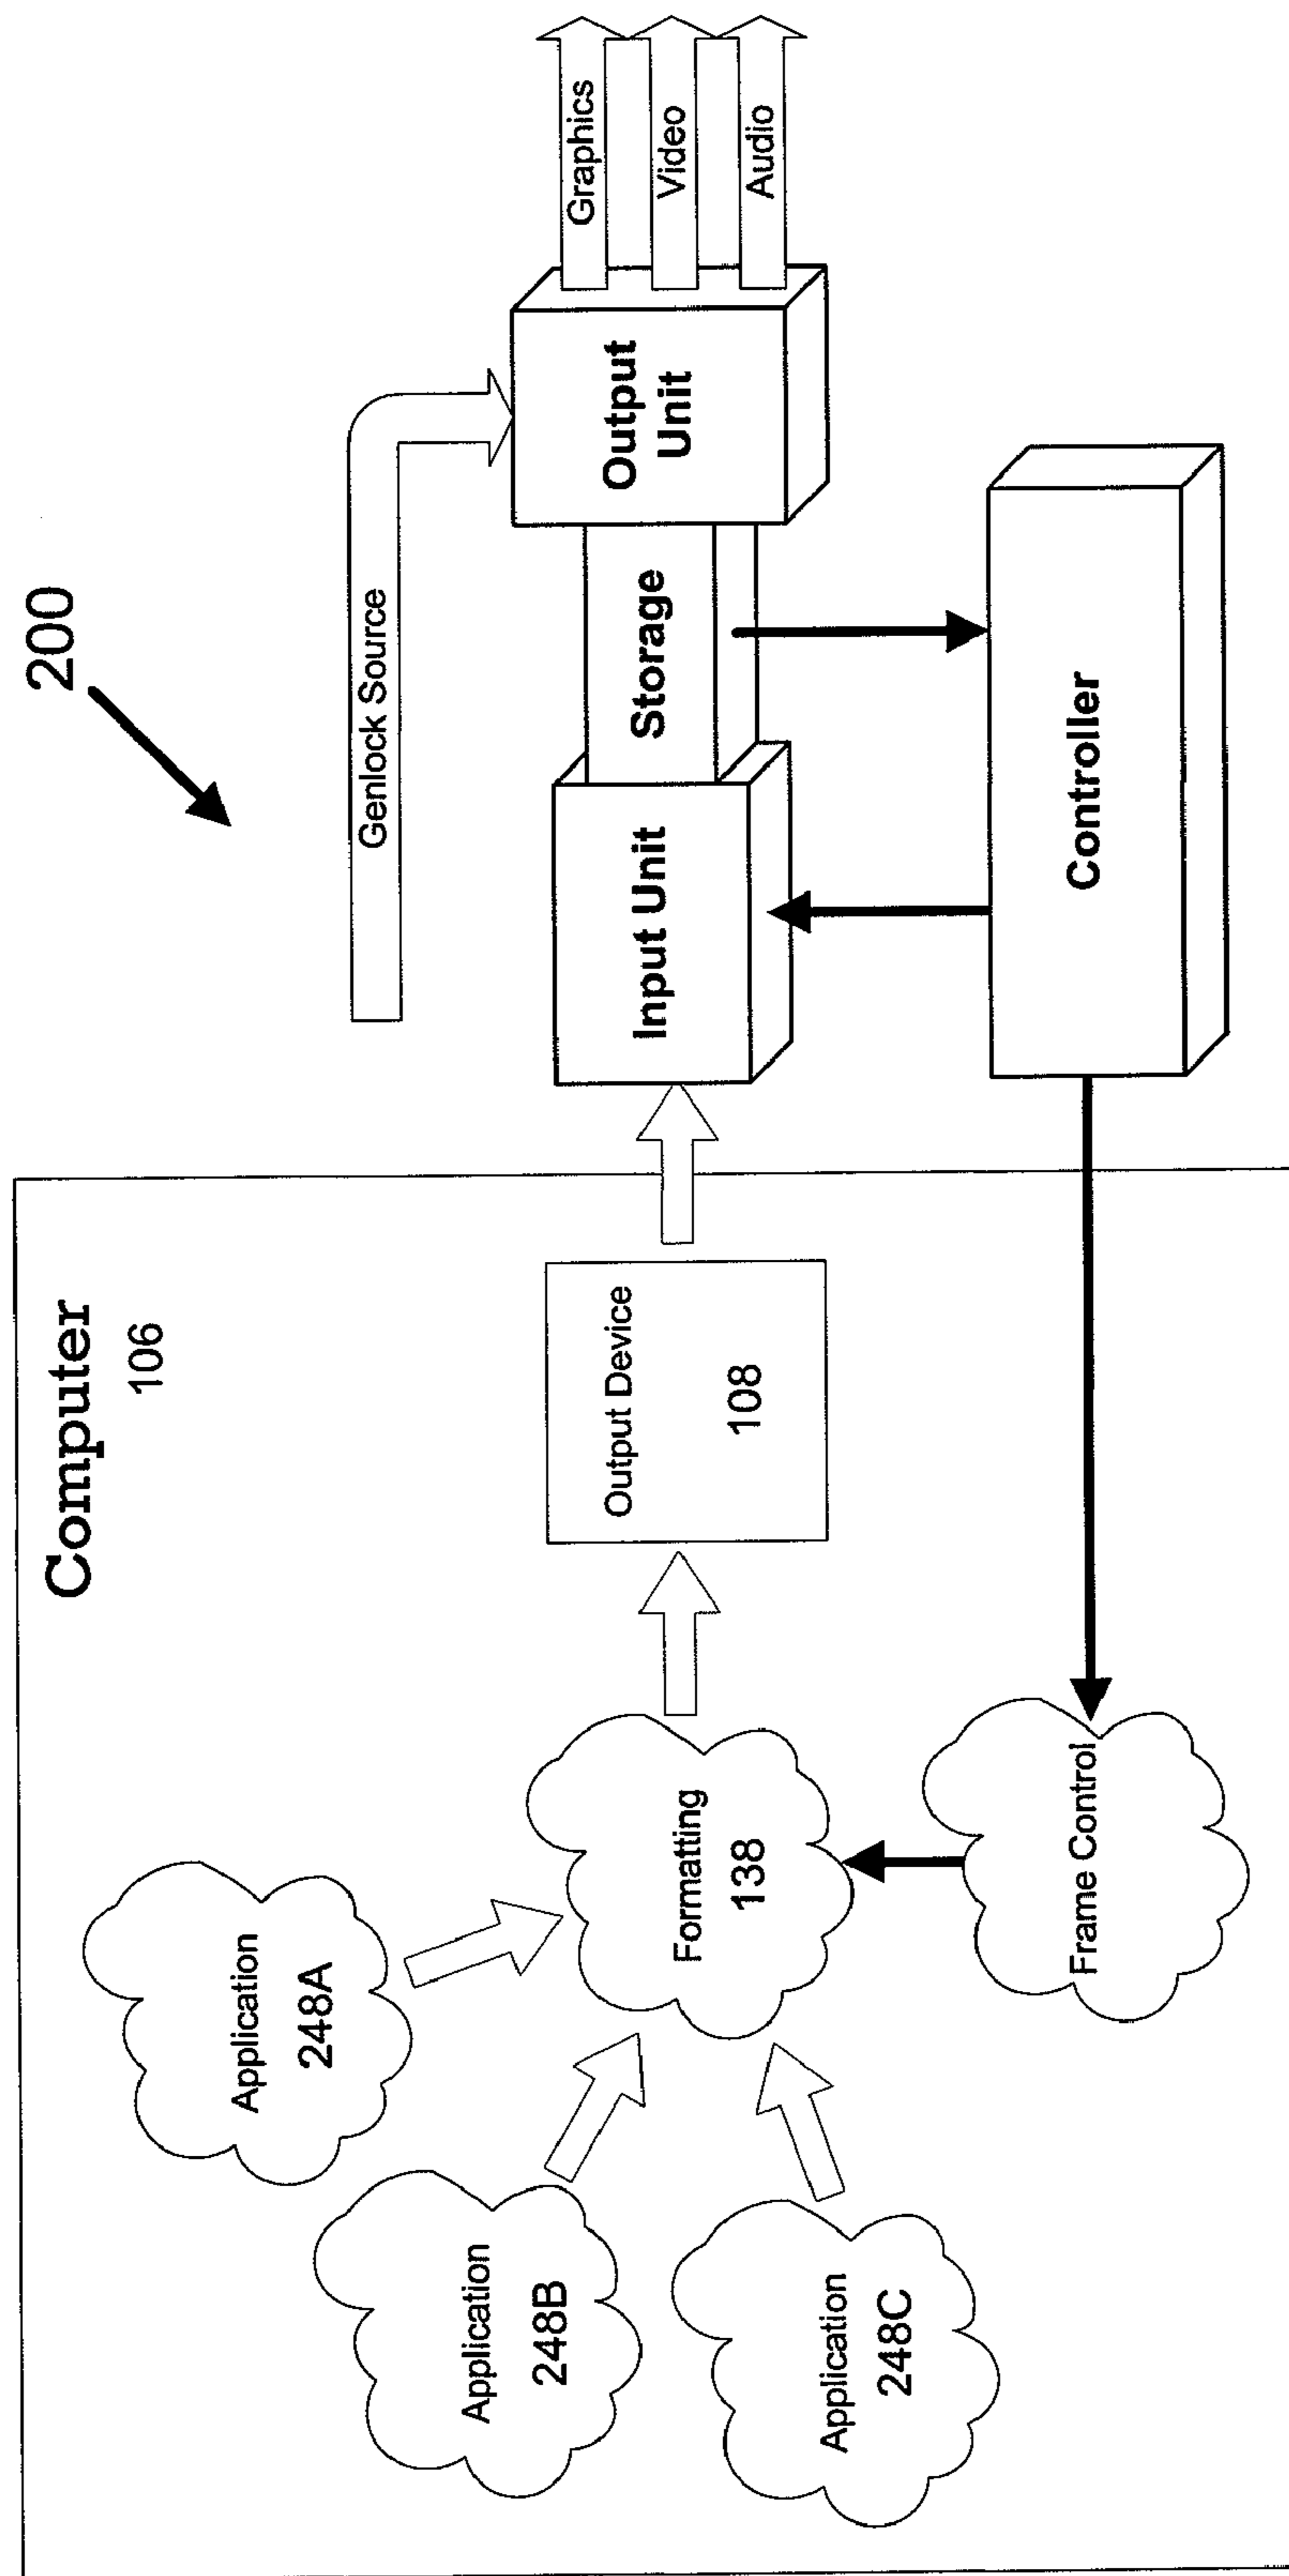 200
Computer
106
Genlock Source
Application
248A
Application
248B
Application
248C
Formatting
138
Output Device
108
Input Unit
Storage
Output
Unit
Graphics
Video
Audio
Frame Control
Controller